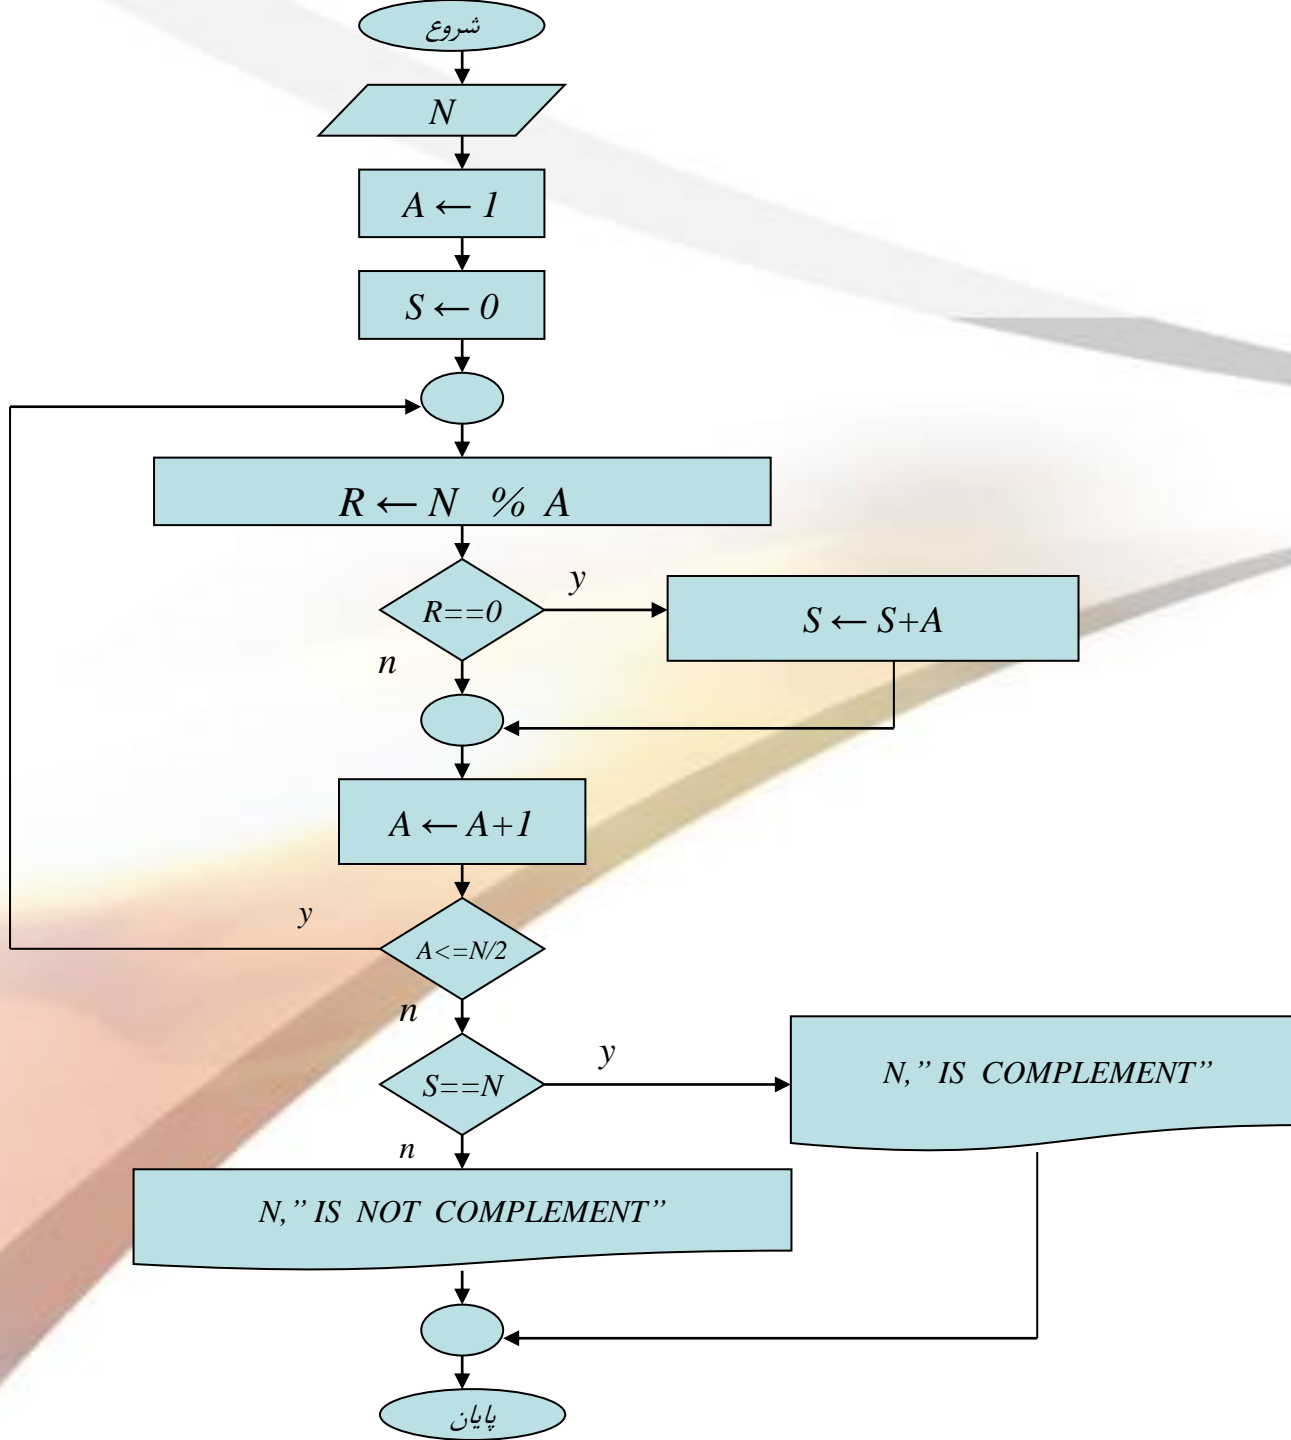 شروع
N
A ← 1
S ← 0
R ← N % A
R==0
y
S ← S+A
n
A ← A+1
y
A<=N/2
n
S==N
y
N,” IS COMPLEMENT”
n
N,” IS NOT COMPLEMENT”
پایان